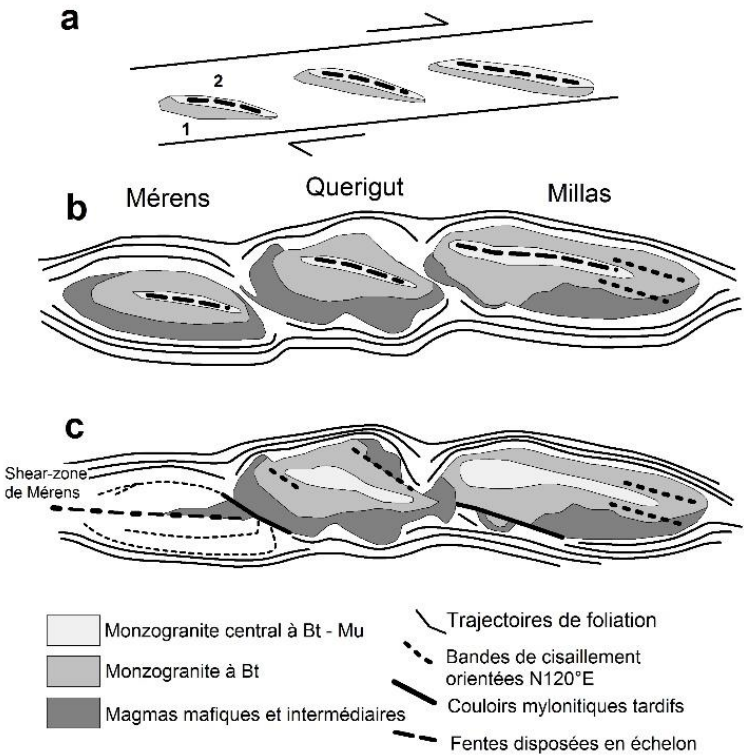 a
2
1
Mérens
Querigut
Millas
b
c
Shear-zone
de Mérens
Monzogranite central à Bt - Mu
Monzogranite à Bt
Magmas mafiques et intermédiaires
Trajectoires de foliation
Bandes de cisaillement
orientées N120°E
Couloirs mylonitiques tardifs
Fentes disposées en échelon